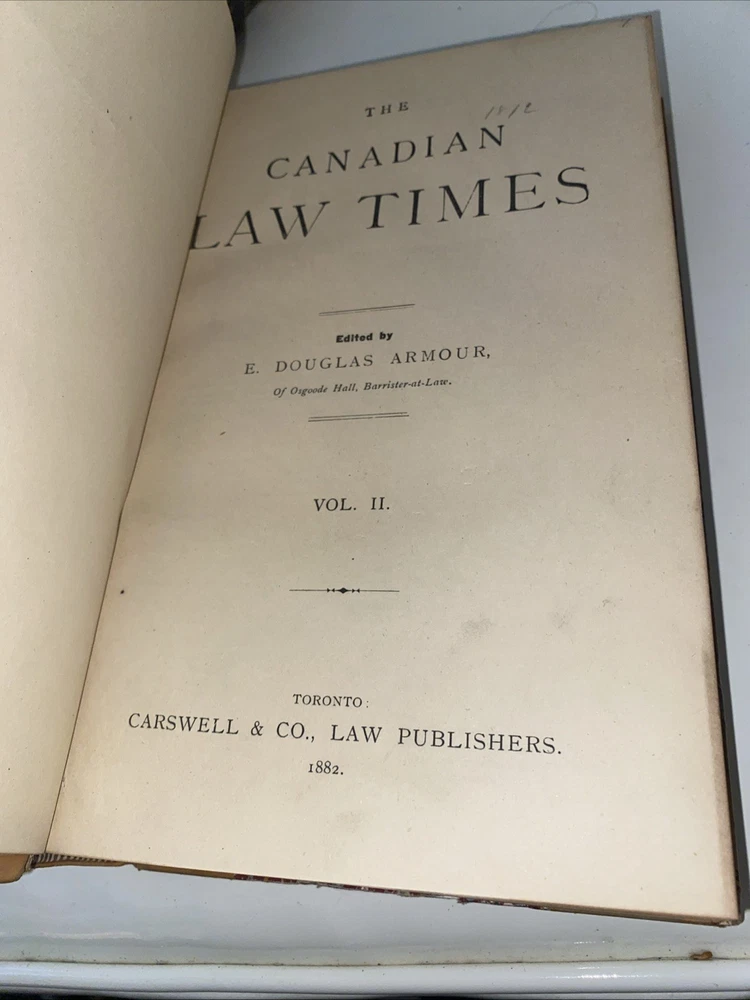 THE
CANADIAN
LAW TIMES
Edited by
E. DOUGLAS ARMOUR,
Of Osgoode Hall, Barrister-at-Law.
VOL. II.
TORONTO:
CARSWELL & CO., LAW PUBLISHERS.
1882.